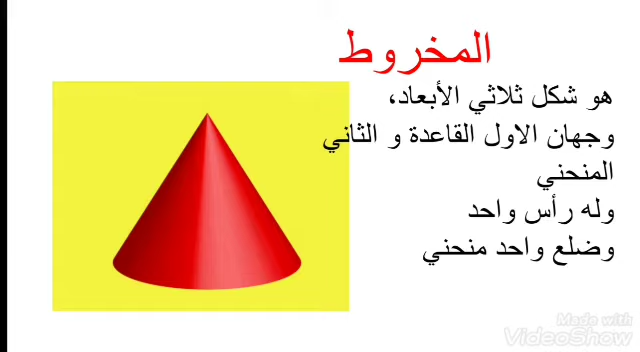 المخروط
هو شكل ثلاثي الأبعاد،
وجهان الاول القاعدة و الثاني
المنحني
وله رأس واحد
وضلع واحد منحني
Made with
VideoShow